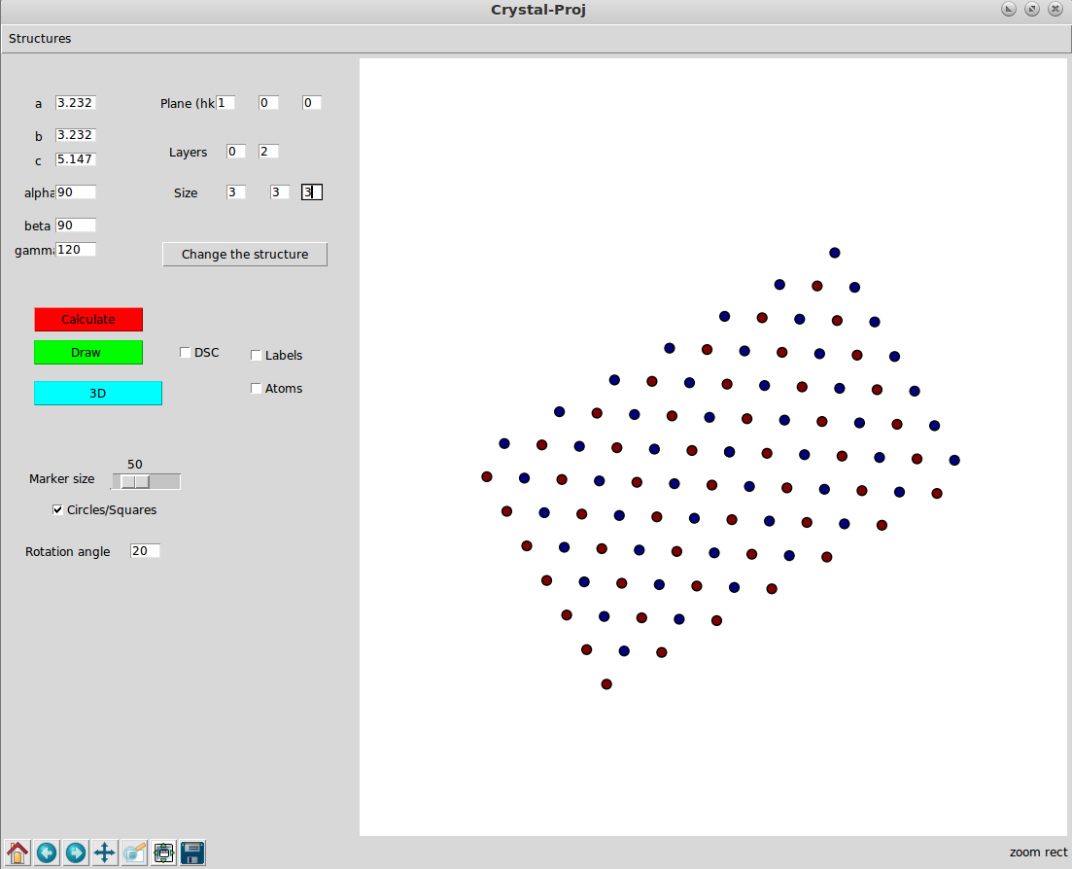 Crystal-Proj
Structures
a 3.232 Plane (hk 1 0 0
b 3.232
c 5.147
Layers 0 2
alpha 90 Size 3 3 3
beta 90
gamma 120
Change the structure
Calculate
Draw DSC Labels
3D Atoms
50
Marker size
Circles/Squares
Rotation angle 20
zoom rect